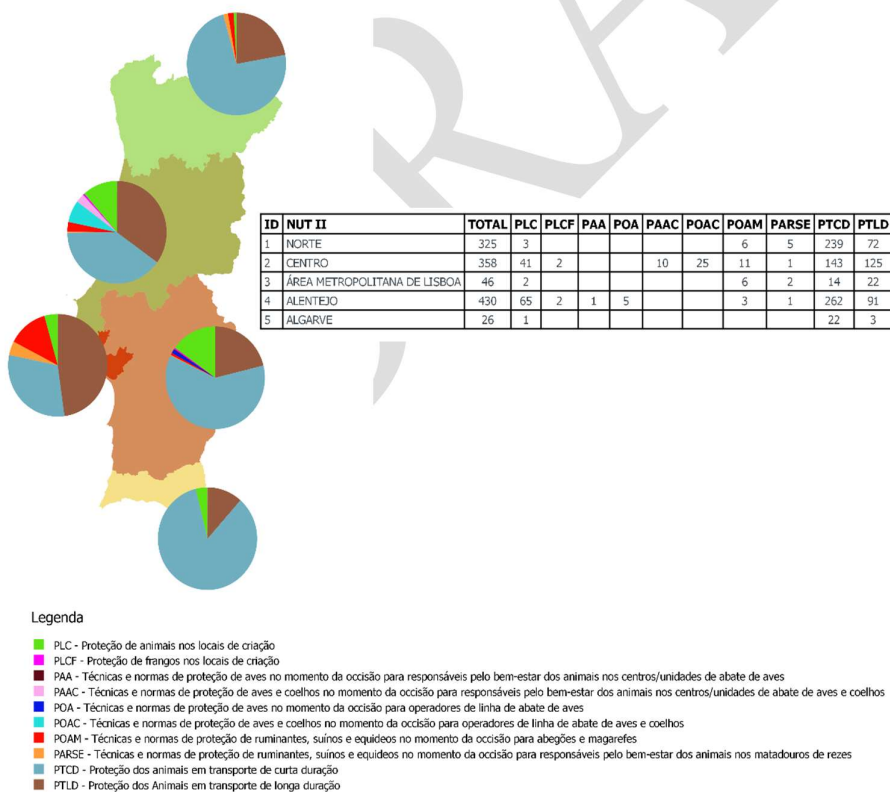 ID NUT II TOTAL PLC PLCF PAA POA PAAC POAC POAM PARSE PTCD PTLD
1 NORTE 325 3 6 5 239 72
2 CENTRO 358 41 2 10 25 11 1 143 125
3 ÁREA METROPOLITANA DE LISBOA 46 2 6 2 14 22
4 ALENTEJO 430 65 2 1 5 3 1 262 91
5 ALGARVE 26 1 22 3
Legenda
PLC - Proteção de animais nos locais de criação
PLCF - Proteção de frangos nos locais de criação
PAA - Técnicas e normas de proteção de aves no momento da occisão para responsáveis pelo bem-estar dos animais nos centros/unidades de abate de aves
PAAC - Técnicas e normas de proteção de aves e coelhos no momento da occisão para responsáveis pelo bem-estar dos animais nos centros/unidades de abate de aves e coelhos
POA - Técnicas e normas de proteção de aves no momento da occisão para operadores de linha de abate de aves
POAC - Técnicas e normas de proteção de aves e coelhos no momento da occisão para operadores de linha de abate de aves e coelhos
POAM - Técnicas e normas de proteção de ruminantes, suínos e equideos no momento da occisão para abegões e magarefes
PARSE - Técnicas e normas de proteção de ruminantes, suínos e equideos no momento da occisão para responsáveis pelo bem-estar dos animais nos matadouros de rezes
PTCD - Proteção dos animais em transporte de curta duração
PTLD - Proteção dos Animais em transporte de longa duração